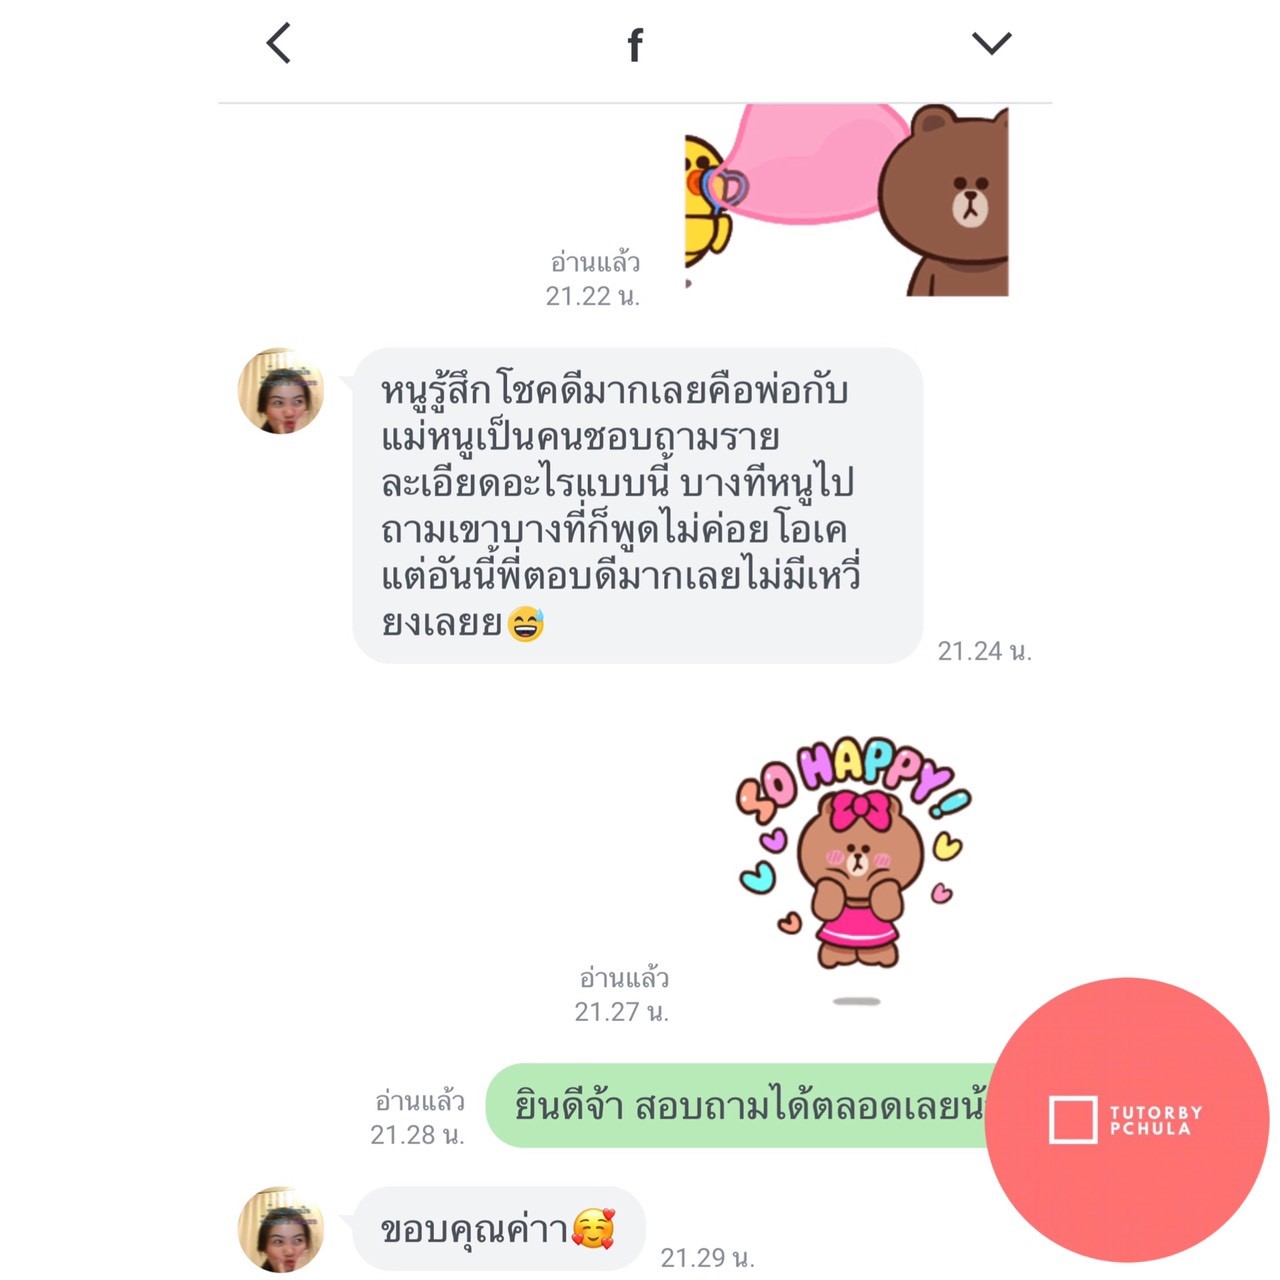 f
อ่านแล้ว
21.22 น.
หนูรู้สึกโชคดีมากเลยคือพ่อกับ
แม่หนูเป็นคนชอบถามราย
ละเอียดอะไรแบบนี้ บางทีหนูไป
ถามเขาบางที่ก็พูดไม่ค่อยโอเค
แต่อันนี้พี่ตอบดีมากเลยไม่มีเหวี่
ยงเลยย😅
21.24 น.
SO HAPPY!
อ่านแล้ว
21.27 น.
อ่านแล้ว
21.28 น.
ยินดีจ้า สอบถามได้ตลอดเลย
TUTORBY
PCHULA
ขอบคุณค่าา🥰
21.29 น.